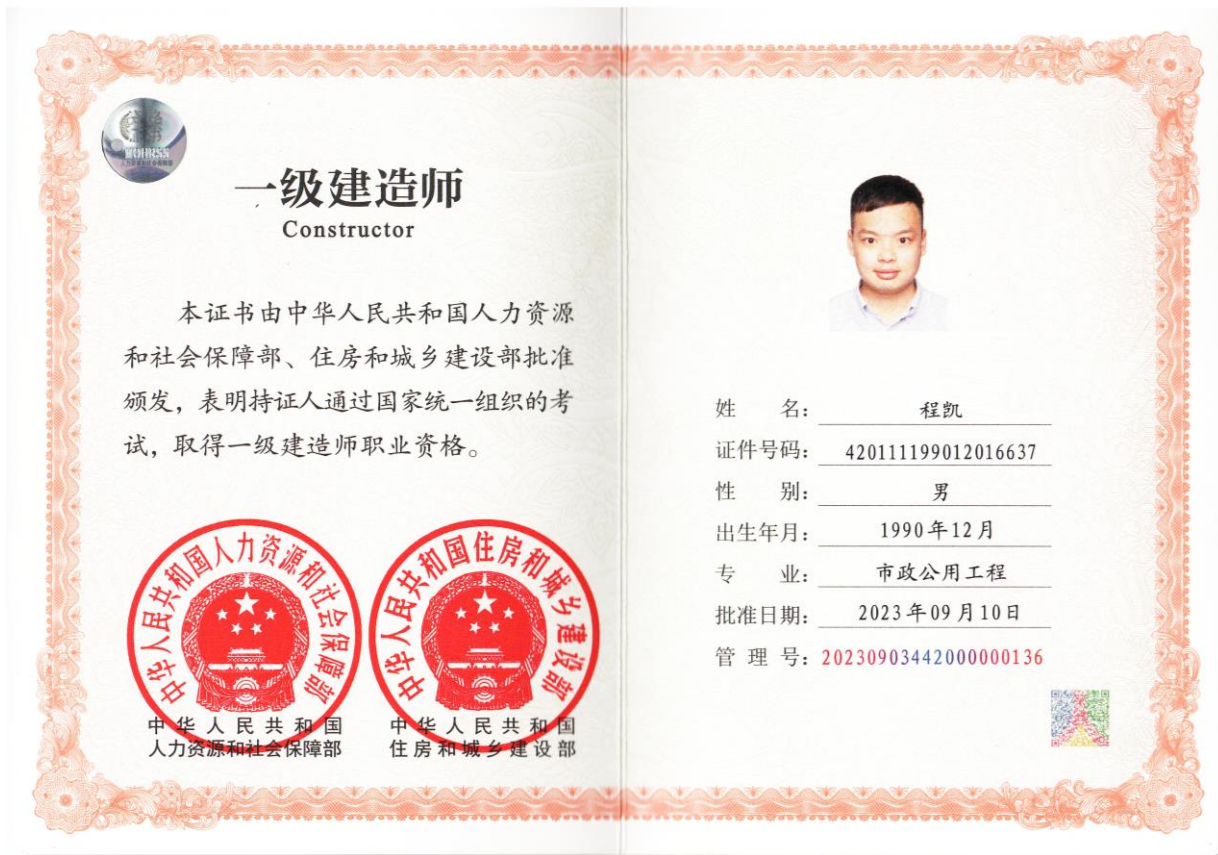 一级建造师
Constructor
本证书由中华人民共和国人力资源
和社会保障部、住房和城乡建设部批准
颁发，表明持证人通过国家统一组织的考
试，取得一级建造师职业资格。
中华人民共和国人力资源和社会保障部
中华人民共和国
人力资源和社会保障部
中华人民共和国住房和城乡建设部
中华人民共和国
住房和城乡建设部
姓 名：程凯
证件号码：420111199012016637
性 别：男
出生年月：1990年12月
专 业：市政公用工程
批准日期：2023年09月10日
管 理 号：20230903442000000136